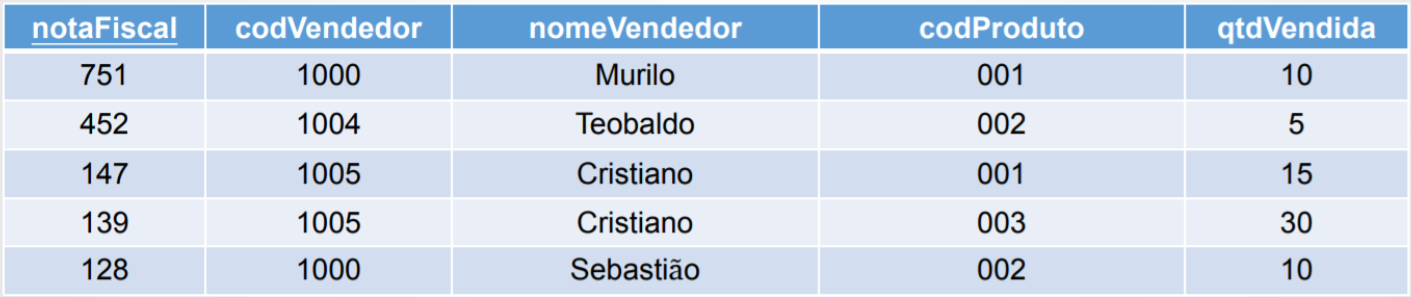 notaFiscal codVendedor nomeVendedor codProduto qtdVendida
751 1000 Murilo 001 10
452 1004 Teobaldo 002 5
147 1005 Cristiano 001 15
139 1005 Cristiano 003 30
128 1000 Sebastião 002 10